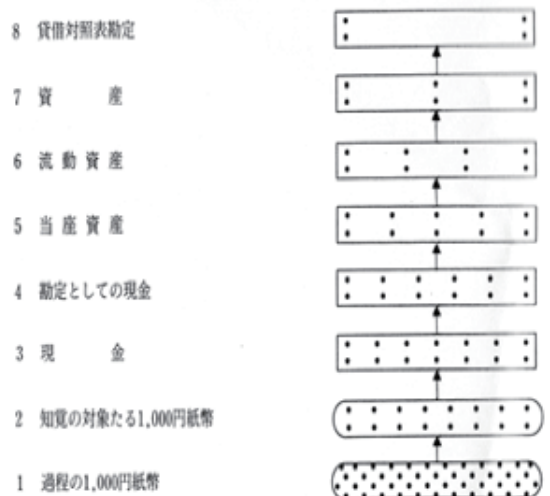 8 貸借対照表勘定
7 資 産
6 流動資産
5 当座資産
4 勘定としての現金
3 現 金
2 知覚の対象たる1,000円紙幣
1 過程の1,000円紙幣